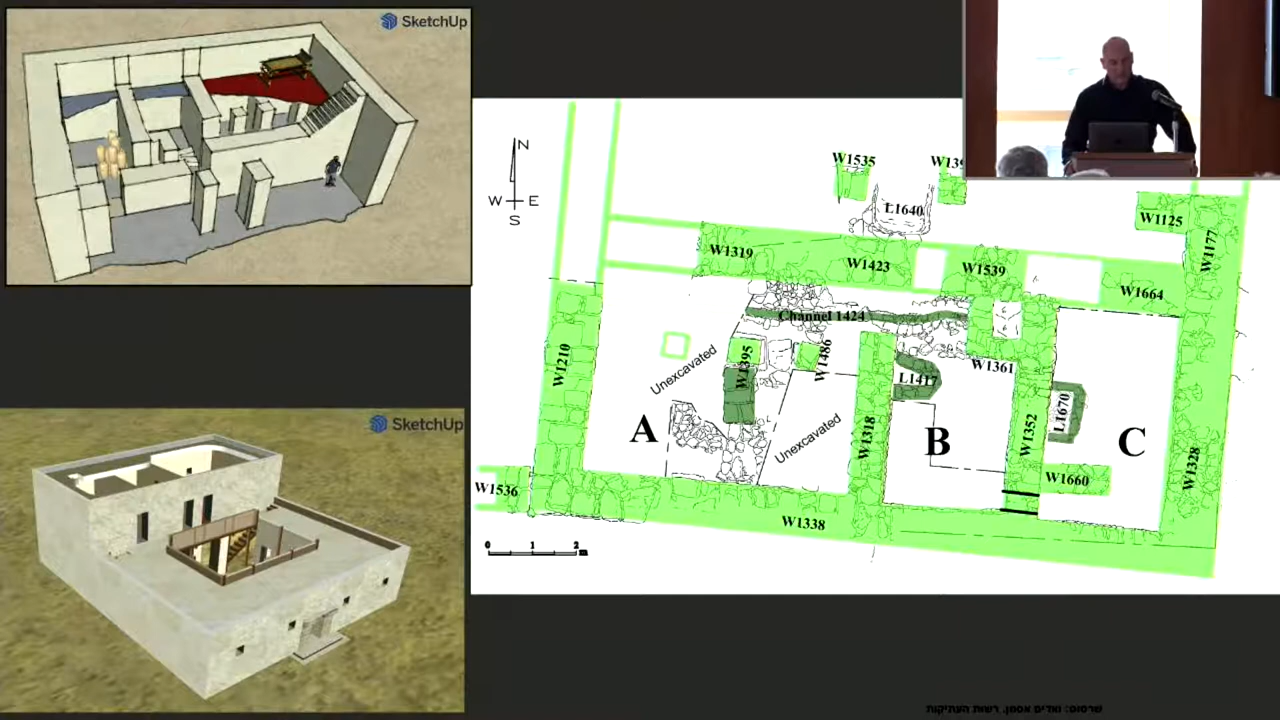 SketchUp
SketchUp
N
W E
S
W1535
L1640
W1125
W1177
W1319
W1423
W1539
W1664
Channel 1424
W1210
Unexcavated
W1395
W1486
L1417
W1361
A
Unexcavated
W1318
B
W1352
L1670
C
W1328
W1660
W1536
W1338
0 1 2
m
שרטוט: ואדים אסמן, רשות העתיקות